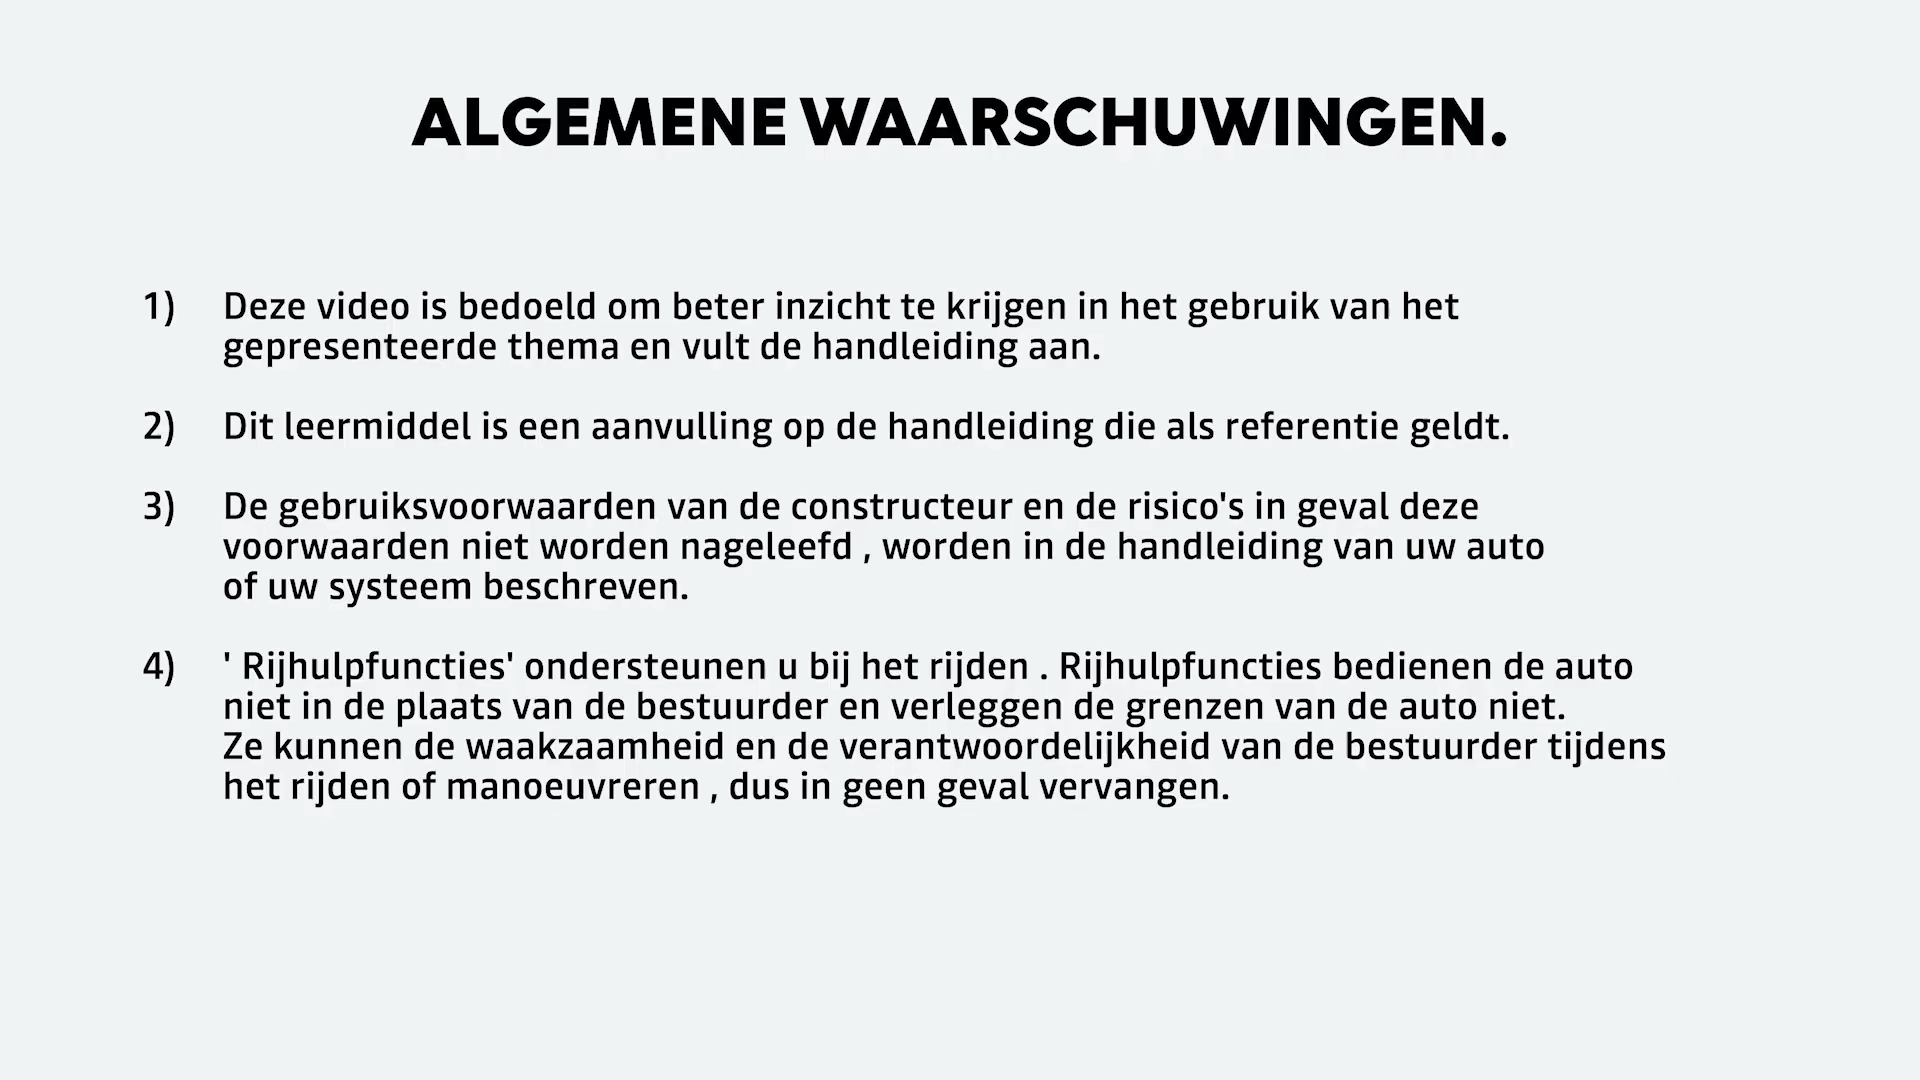 ALGEMENE WAARSCHUWINGEN.
1) Deze video is bedoeld om beter inzicht te krijgen in het gebruik van het
gepresenteerde thema en vult de handleiding aan.
2) Dit leermiddel is een aanvulling op de handleiding die als referentie geldt.
3) De gebruiksvoorwaarden van de constructeur en de risico's in geval deze
voorwaarden niet worden nageleefd , worden in de handleiding van uw auto
of uw systeem beschreven.
4) ' Rijhulpfuncties' ondersteunen u bij het rijden . Rijhulpfuncties bedienen de auto
niet in de plaats van de bestuurder en verleggen de grenzen van de auto niet.
Ze kunnen de waakzaamheid en de verantwoordelijkheid van de bestuurder tijdens
het rijden of manoeuvreren , dus in geen geval vervangen.